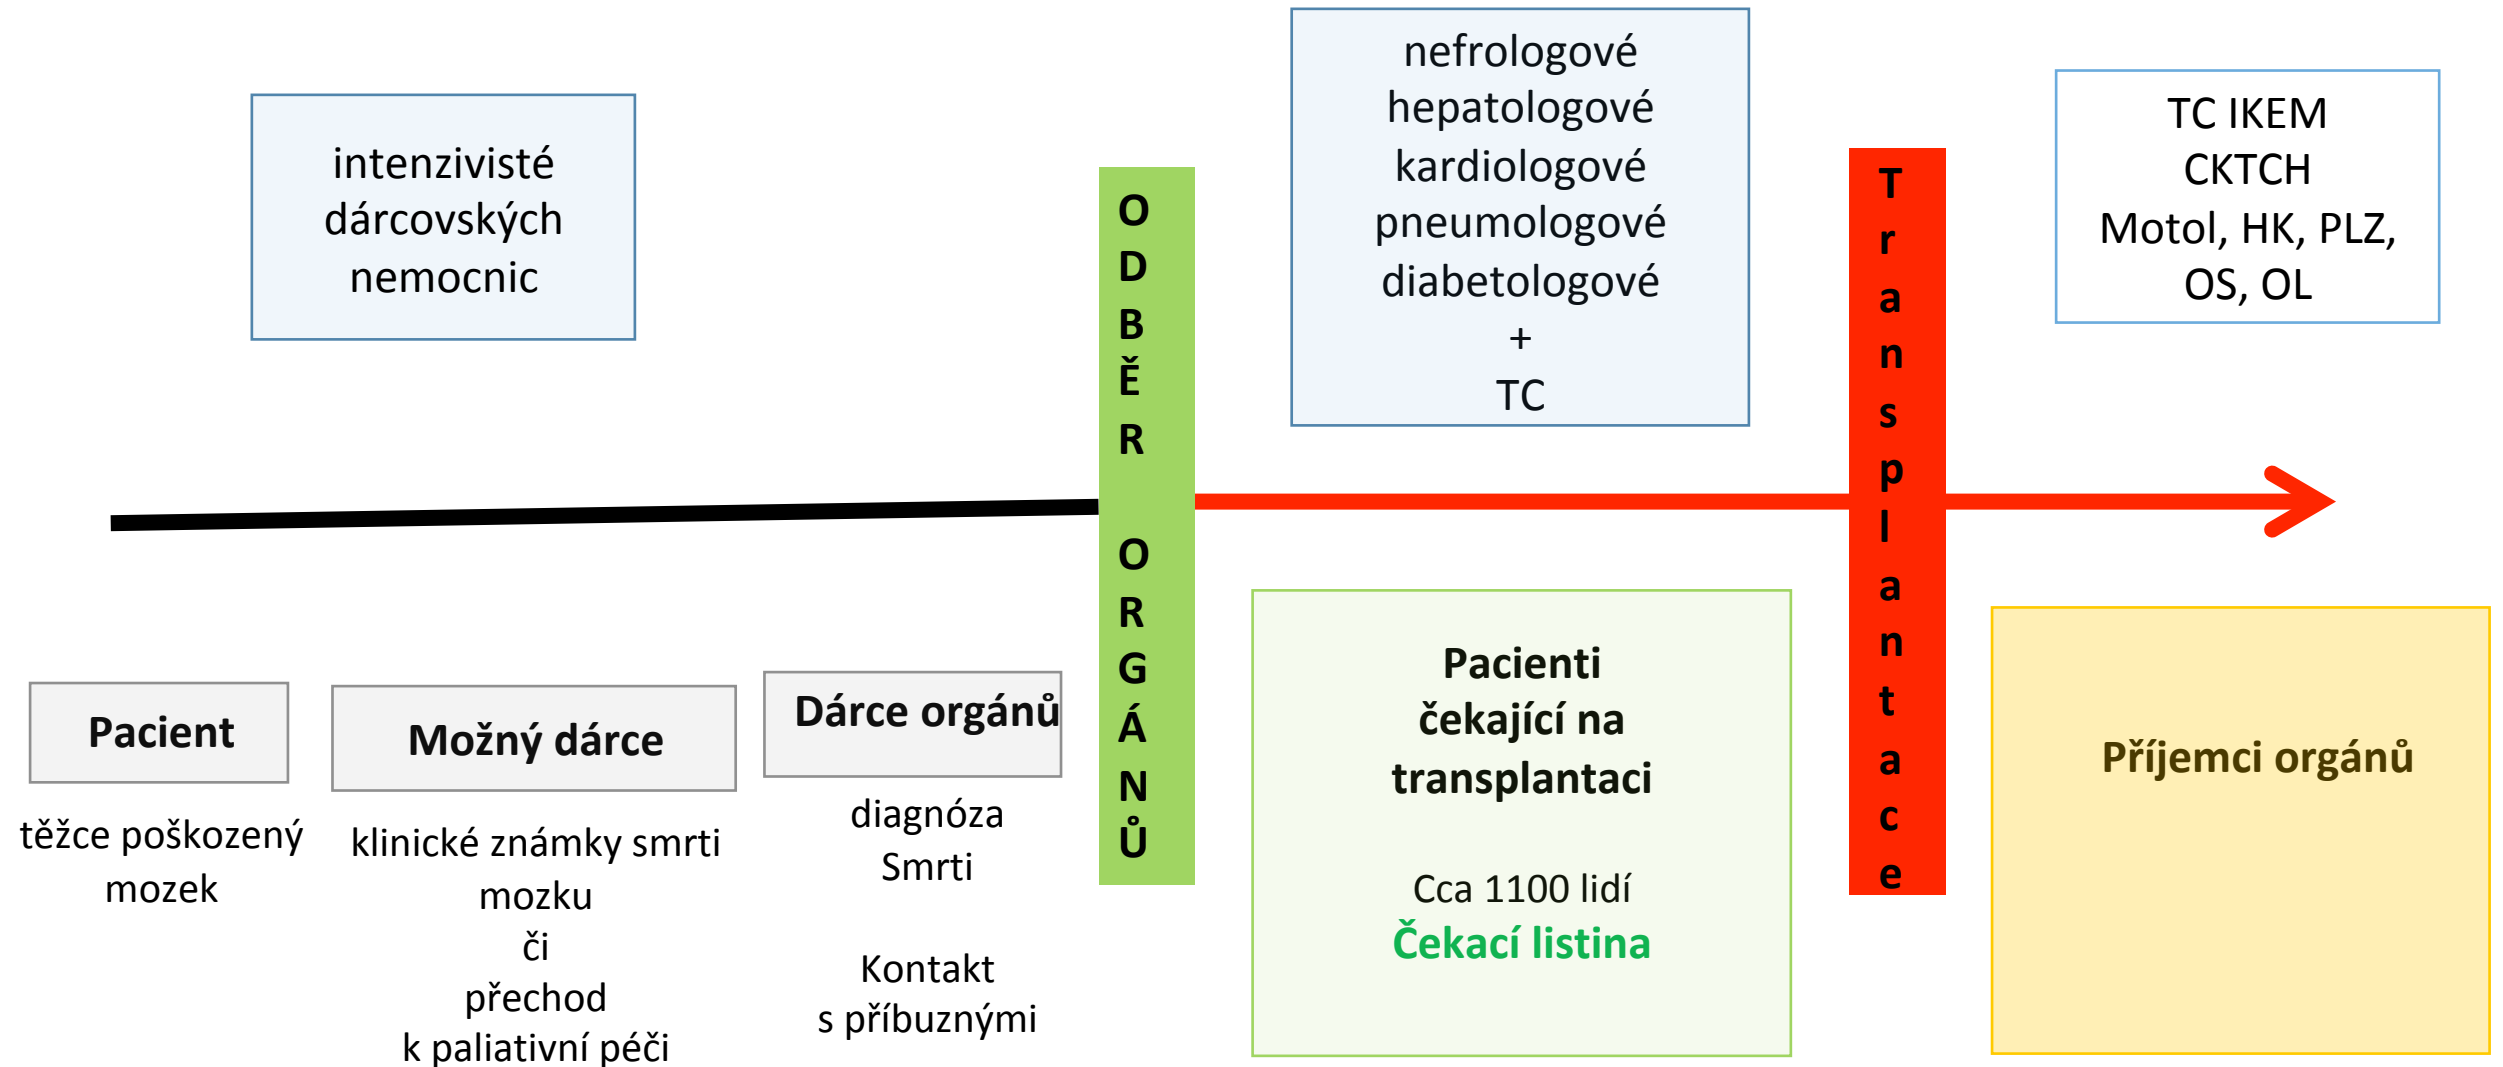 intenzivisté
dárcovských
nemocnic
ODBĚR ORGÁNŮ
nefrologové
hepatologové
kardiologové
pneumologové
diabetologové
+
TC
Transplantace
TC IKEM
CKTCH
Motol, HK, PLZ,
OS, OL
Pacient
těžce poškozený
mozek
Možný dárce
klinické známky smrti
mozku
či
přechod
k paliativní péči
Dárce orgánů
diagnóza
Smrti
Kontakt
s příbuznými
Pacienti
čekající na
transplantaci
Cca 1100 lidí
Čekací listina
Příjemci orgánů